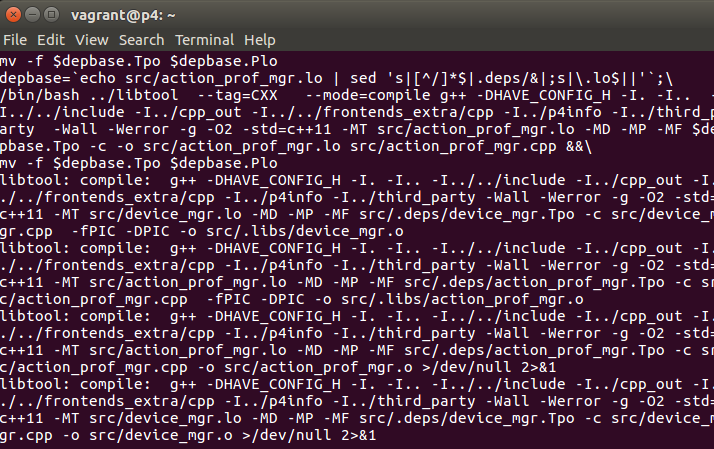 vagrant@p4: ~
File Edit View Search Terminal Help
mv -f $depbase.Tpo $depbase.Plo
depbase=`echo src/action_prof_mgr.lo | sed 's|[^/]*$|.deps/&|;s|\.lo$||'`;\
/bin/bash ../libtool  --tag=CXX   --mode=compile g++ -DHAVE_CONFIG_H -I. -I..  -
I../../include -I../cpp_out -I../../frontends_extra/cpp -I../p4info -I../third_p
arty  -Wall -Werror -g -O2 -std=c++11 -MT src/action_prof_mgr.lo -MD -MP -MF $de
pbase.Tpo -c -o src/action_prof_mgr.lo src/action_prof_mgr.cpp &&\
mv -f $depbase.Tpo $depbase.Plo
libtool: compile:  g++ -DHAVE_CONFIG_H -I. -I.. -I../../include -I../cpp_out -I.
./../frontends_extra/cpp -I../p4info -I../third_party -Wall -Werror -g -O2 -std=
c++11 -MT src/device_mgr.lo -MD -MP -MF src/.deps/device_mgr.Tpo -c src/device_m
gr.cpp  -fPIC -DPIC -o src/.libs/device_mgr.o
libtool: compile:  g++ -DHAVE_CONFIG_H -I. -I.. -I../../include -I../cpp_out -I.
./../frontends_extra/cpp -I../p4info -I../third_party -Wall -Werror -g -O2 -std=
c++11 -MT src/action_prof_mgr.lo -MD -MP -MF src/.deps/action_prof_mgr.Tpo -c sr
c/action_prof_mgr.cpp  -fPIC -DPIC -o src/.libs/action_prof_mgr.o
libtool: compile:  g++ -DHAVE_CONFIG_H -I. -I.. -I../../include -I../cpp_out -I.
./../frontends_extra/cpp -I../p4info -I../third_party -Wall -Werror -g -O2 -std=
c++11 -MT src/action_prof_mgr.lo -MD -MP -MF src/.deps/action_prof_mgr.Tpo -c sr
c/action_prof_mgr.cpp -o src/action_prof_mgr.o >/dev/null 2>&1
libtool: compile:  g++ -DHAVE_CONFIG_H -I. -I.. -I../../include -I../cpp_out -I.
./../frontends_extra/cpp -I../p4info -I../third_party -Wall -Werror -g -O2 -std=
c++11 -MT src/device_mgr.lo -MD -MP -MF src/.deps/device_mgr.Tpo -c src/device_m
gr.cpp -o src/device_mgr.o >/dev/null 2>&1